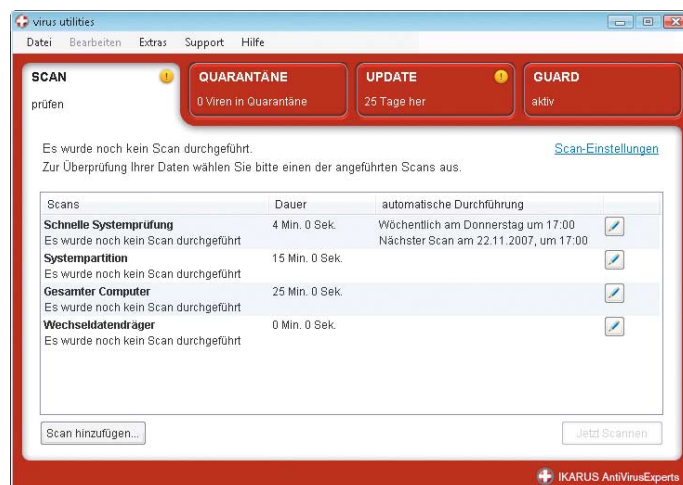 virus utilities
Datei Bearbeiten Extras Support Hilfe
SCAN QUARANTÄNE UPDATE GUARD
prüfen 0 Viren in Quarantäne 25 Tage her aktiv
Es wurde noch kein Scan durchgeführt. Scan-Einstellungen
Zur Überprüfung Ihrer Daten wählen Sie bitte einen der angeführten Scans aus.
Scans Dauer automatische Durchführung
Schnelle Systemprüfung 4 Min. 0 Sek. Wöchentlich am Donnerstag um 17:00
Es wurde noch kein Scan durchgeführt Nächster Scan am 22.11.2007, um 17:00
Systempartition 15 Min. 0 Sek.
Es wurde noch kein Scan durchgeführt
Gesamter Computer 25 Min. 0 Sek.
Es wurde noch kein Scan durchgeführt
Wechseldatendräger 0 Min. 0 Sek.
Es wurde noch kein Scan durchgeführt
Scan hinzufügen... Jetzt Scannen
IKARUS AntiVirusExperts